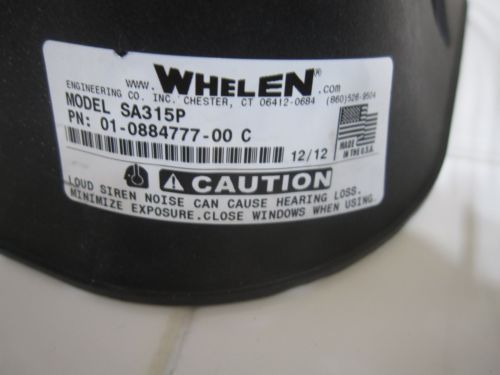 www. WHELEN® .com
ENGINEERING CO. INC. CHESTER, CT 06412-0684 (860)526-9504
MODEL SA315P
PN: 01-0884777-00 C
12/12
MADE
IN THE U.S.A.
CAUTION
LOUD SIREN NOISE CAN CAUSE HEARING LOSS.
MINIMIZE EXPOSURE.CLOSE WINDOWS WHEN USING.